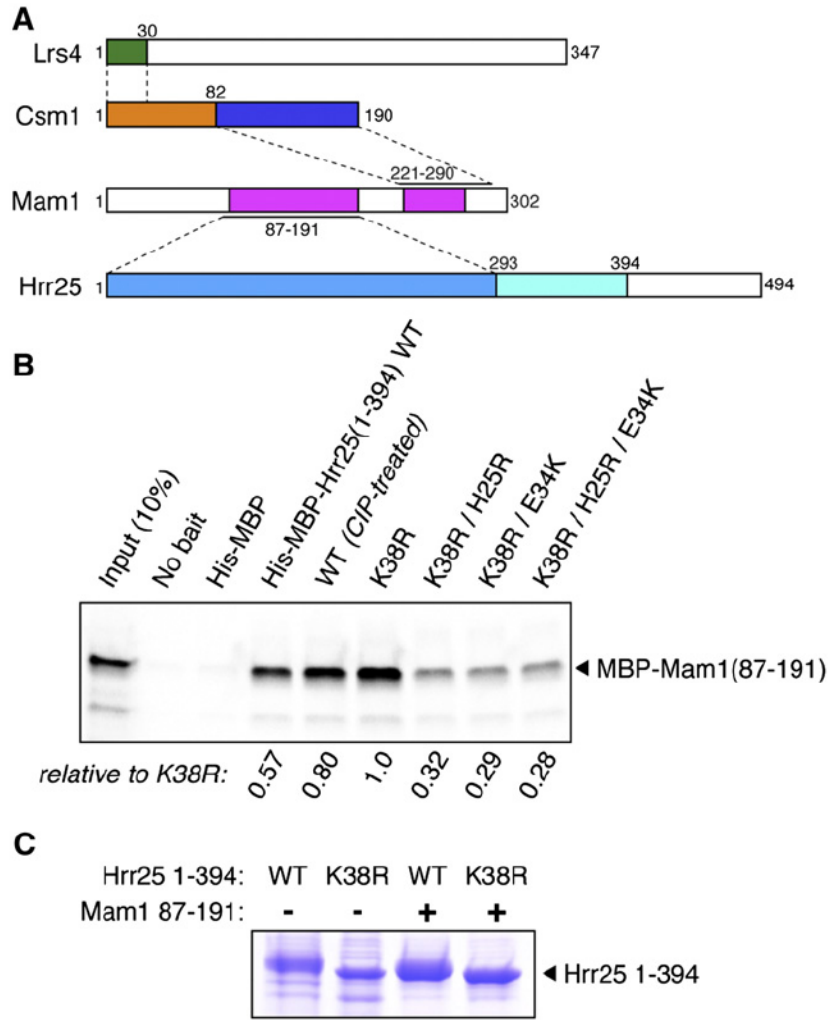 A
Lrs4 1 30 347
Csm1 1 82 190
221-290
Mam1 1 302
87-191
293 394
Hrr25 1 494
B
Input (10%)
No bait
His-MBP
His-MBP-Hrr25(1-394) WT
WT (CIP-treated)
K38R
K38R / H25R
K38R / E34K
K38R / H25R / E34K
MBP-Mam1(87-191)
relative to K38R: 0.57 0.80 1.0 0.32 0.29 0.28
C
Hrr25 1-394: WT K38R WT K38R
Mam1 87-191: - - + +
Hrr25 1-394